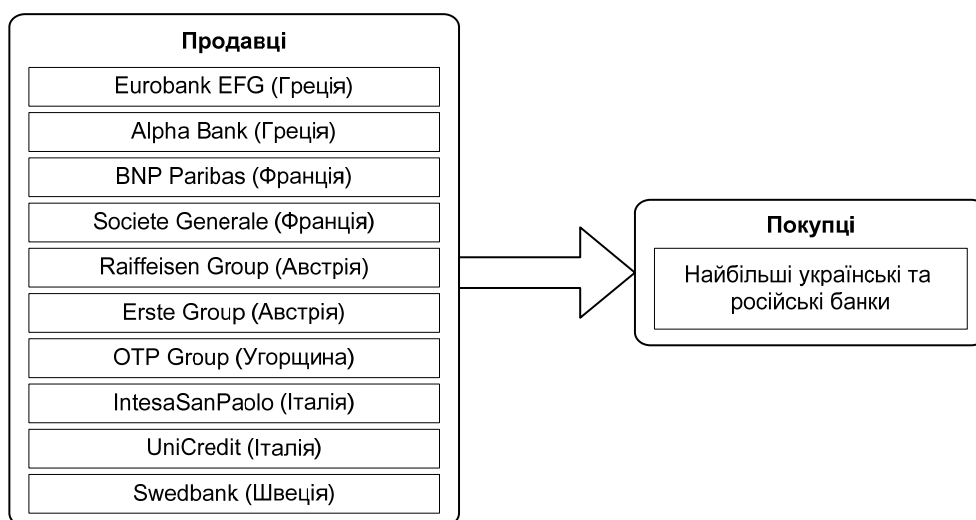 Продавці
Eurobank EFG (Греція)
Alpha Bank (Греція)
BNP Paribas (Франція)
Societe Generale (Франція)
Raiffeisen Group (Австрія)
Erste Group (Австрія)
OTP Group (Угорщина)
IntesaSanPaolo (Італія)
UniCredit (Італія)
Swedbank (Швеція)
Покупці
Найбільші українські та
російські банки